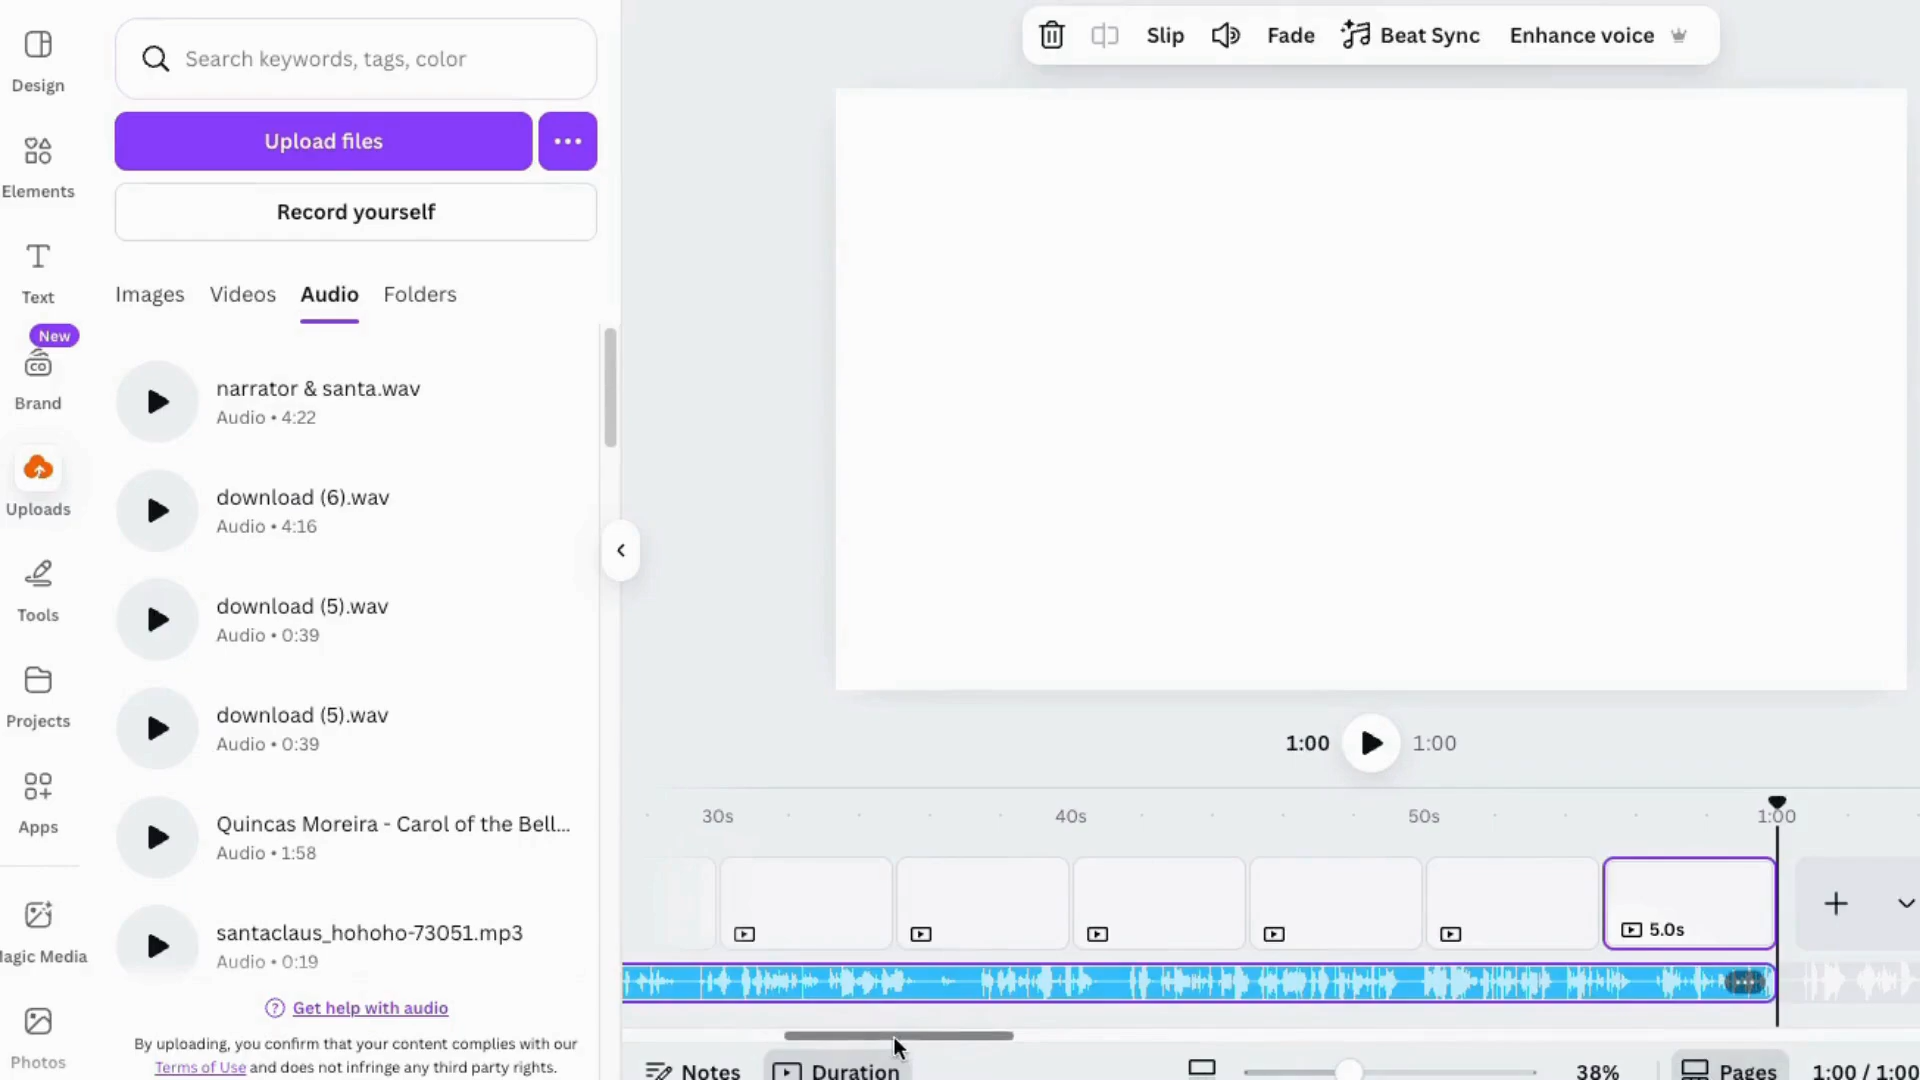 Design
Elements
Text
New
Brand
Uploads
Tools
Projects
Apps
Magic Media
Photos
Search keywords, tags, color
Upload files
Record yourself
Images Videos Audio Folders
narrator & santa.wav
Audio • 4:22
download (6).wav
Audio • 4:16
download (5).wav
Audio • 0:39
download (5).wav
Audio • 0:39
Quincas Moreira - Carol of the Bell...
Audio • 1:58
santaclaus_hohoho-73051.mp3
Audio • 0:19
Get help with audio
By uploading, you confirm that your content complies with our
Terms of Use and does not infringe any third party rights.
Slip Fade Beat Sync Enhance voice
1:00 1:00
30s 40s 50s 1:00
5.0s
Notes Duration 38% Pages 1:00 / 1:00